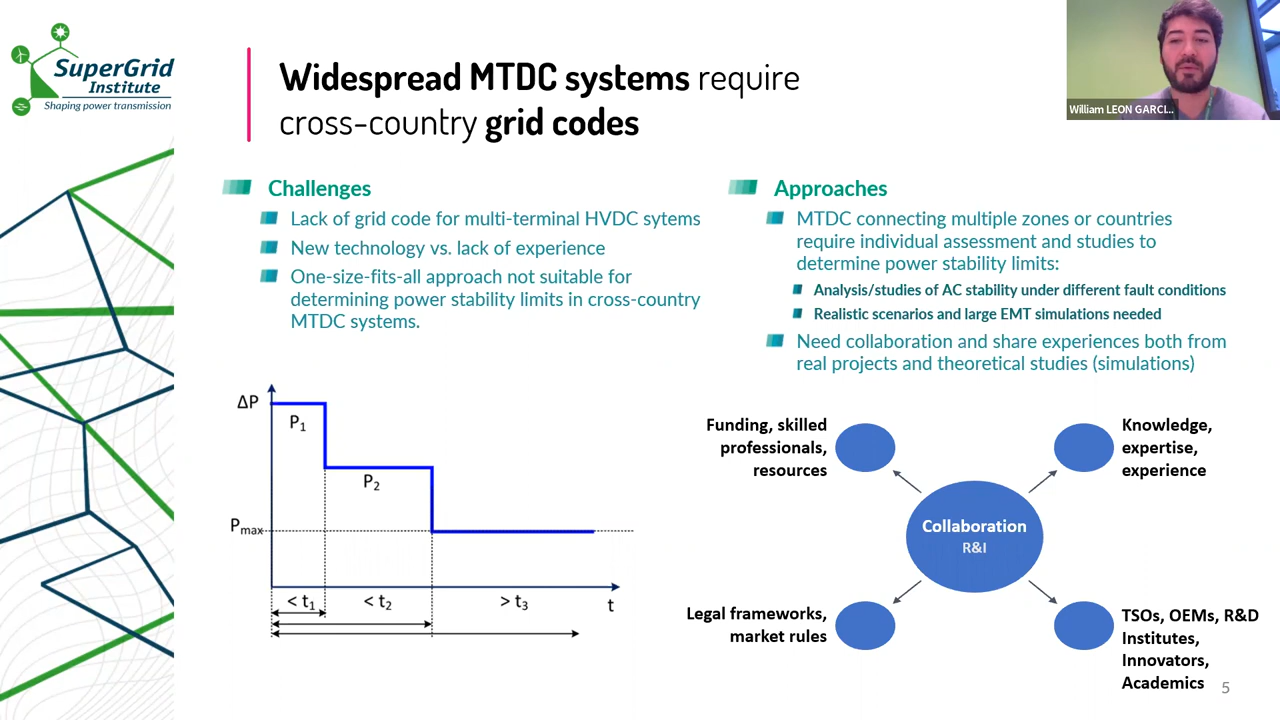 SuperGrid
Institute
Shaping power transmission
Widespread MTDC systems require
cross-country grid codes
William LEON GARCI...
Challenges
Lack of grid code for multi-terminal HVDC sytems
New technology vs. lack of experience
One-size-fits-all approach not suitable for
determining power stability limits in cross-country
MTDC systems.
Approaches
MTDC connecting multiple zones or countries
require individual assessment and studies to
determine power stability limits:
Analysis/studies of AC stability under different fault conditions
Realistic scenarios and large EMT simulations needed
Need collaboration and share experiences both from
real projects and theoretical studies (simulations)
ΔP
P1
P2
Pmax
< t1
< t2
> t3
t
Funding, skilled
professionals,
resources
Knowledge,
expertise,
experience
Collaboration
R&I
Legal frameworks,
market rules
TSOs, OEMs, R&D
Institutes,
Innovators,
Academics
5